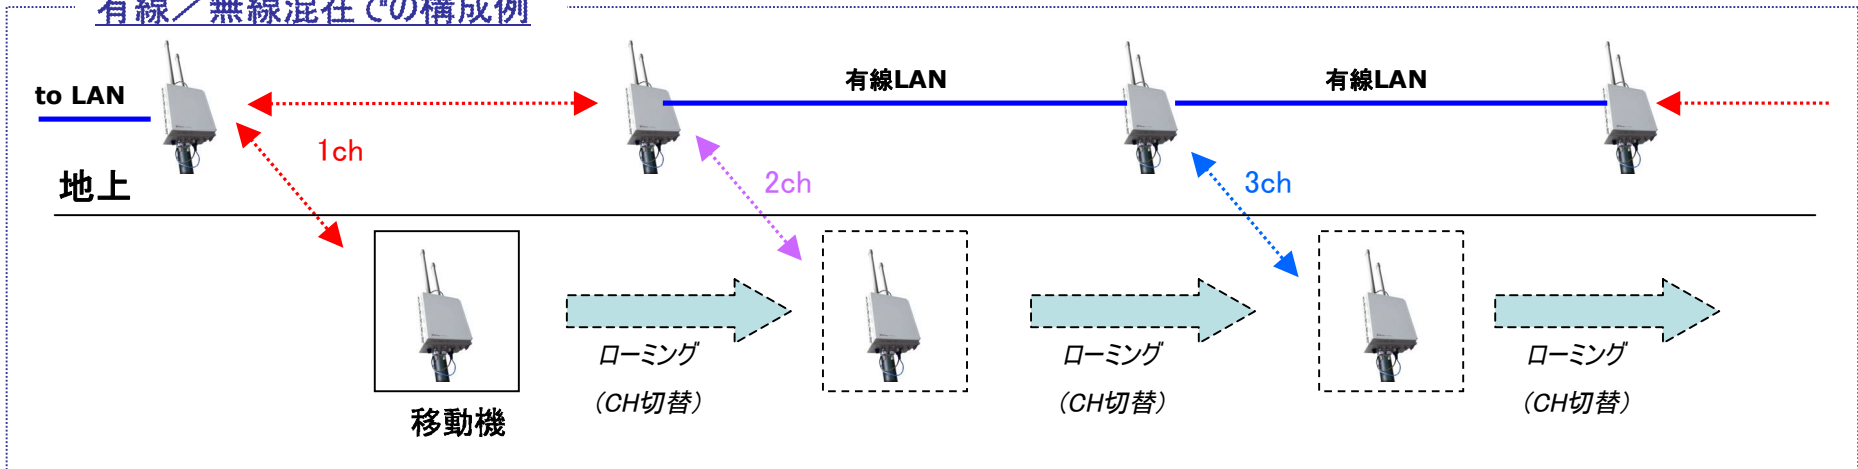 有線／無線混在での構成例
to LAN
有線LAN
有線LAN
1ch
2ch
3ch
地上
ローミング
（CH切替）
ローミング
（CH切替）
ローミング
（CH切替）
移動機